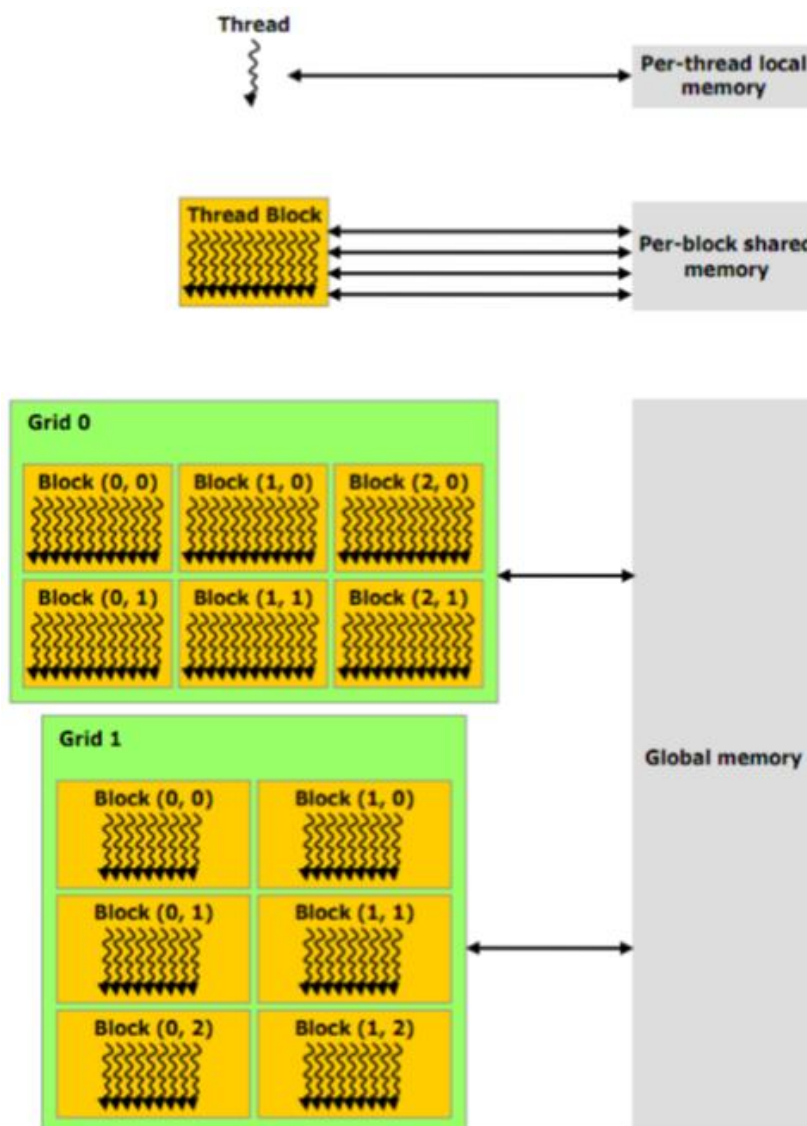 Thread
Per-thread local
memory
Thread Block
Per-block shared
memory
Grid 0
Block (0, 0) Block (1, 0) Block (2, 0)
Block (0, 1) Block (1, 1) Block (2, 1)
Grid 1
Global memory
Block (0, 0) Block (1, 0)
Block (0, 1) Block (1, 1)
Block (0, 2) Block (1, 2)